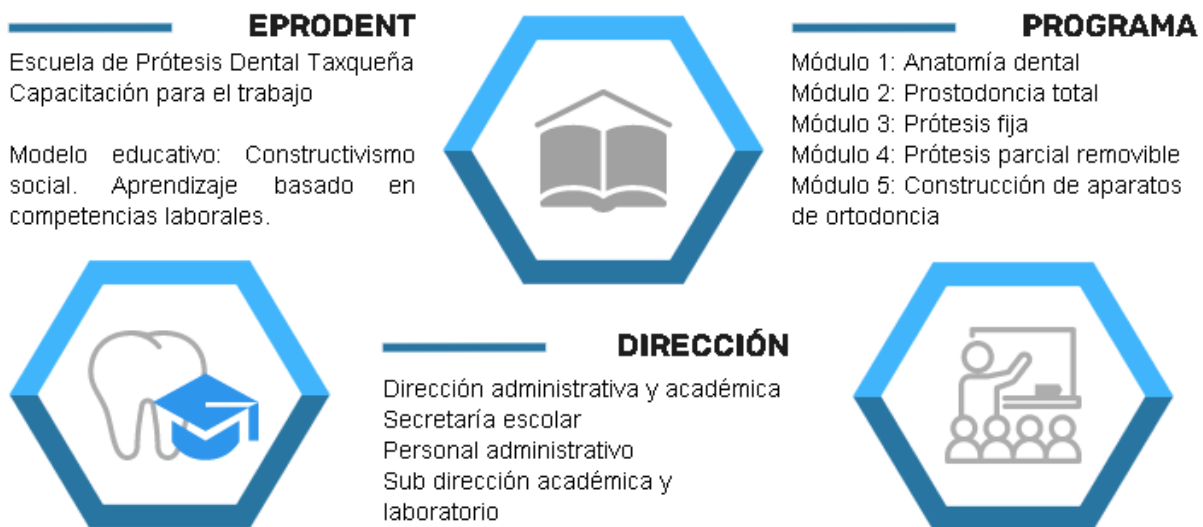 EPRODENT
Escuela de Prótesis Dental Taxqueña
Capacitación para el trabajo
Modelo educativo: Constructivismo
social. Aprendizaje basado en
competencias laborales.
PROGRAMA
Módulo 1: Anatomía dental
Módulo 2: Prostodoncia total
Módulo 3: Prótesis fija
Módulo 4: Prótesis parcial removible
Módulo 5: Construcción de aparatos
de ortodoncia
DIRECCIÓN
Dirección administrativa y académica
Secretaría escolar
Personal administrativo
Sub dirección académica y
laboratorio